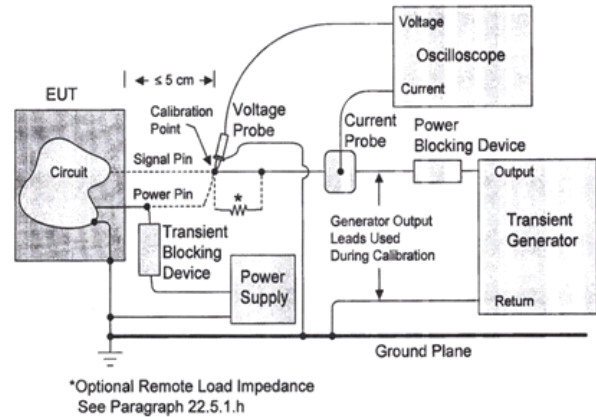 Voltage
Oscilloscope
Current
EUT
≤ 5 cm
Calibration
Point
Voltage
Probe
Current
Probe
Power
Blocking Device
Circuit
Signal Pin
Power Pin
*
Output
Transient
Generator
Return
Generator Output
Leads Used
During Calibration
Transient
Blocking
Device
Power
Supply
Ground Plane
*Optional Remote Load Impedance
See Paragraph 22.5.1.h